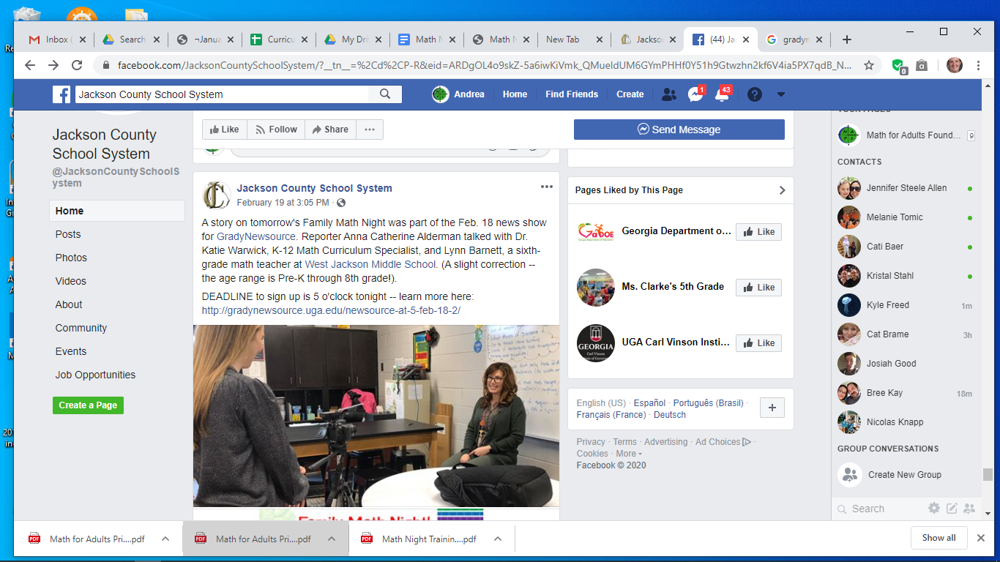 Inbox (
Search
¬Janua
Curricu
My Dri
Math N
Math N
New Tab
Jackson
(44) Ja
gradyn
facebook.com/JacksonCountySchoolSystem/?__tn__=%2Cd%2CP-R&eid=ARDgOL4o9skZ-5a6iwKiVmk_QMueIdUM6GYmPHHf0Y51h9Gtwzhn2kf6V4ia5PX7qdB_N...
0
Jackson County School System
Andrea
Home
Find Friends
Create
1
43
Jackson County
School System
@JacksonCountySchoolS
ystem
Home
Posts
Photos
Videos
About
Community
Events
Job Opportunities
Create a Page
Like
Follow
Share
Send Message
Jackson County School System
February 19 at 3:05 PM ·
A story on tomorrow's Family Math Night was part of the Feb. 18 news show
for GradyNewsource. Reporter Anna Catherine Alderman talked with Dr.
Katie Warwick, K-12 Math Curriculum Specialist, and Lynn Barnett, a sixth-
grade math teacher at West Jackson Middle School. (A slight correction --
the age range is Pre-K through 8th grade!).
DEADLINE to sign up is 5 o'clock tonight -- learn more here:
http://gradynewsource.uga.edu/newsource-at-5-feb-18-2/
Family Math Night!
Pages Liked by This Page
GaDOE
Georgia Department o...
Like
Ms. Clarke's 5th Grade
Like
GEORGIA
Carl Vinson
UGA Carl Vinson Insti...
Like
English (US) · Español · Português (Brasil) ·
Français (France) · Deutsch
Privacy · Terms · Advertising · Ad Choices ·
Cookies · More
Facebook © 2020
YOUR PAGES
Math for Adults Found...
9
CONTACTS
Jennifer Steele Allen
Melanie Tomic
Cati Baer
Kristal Stahl
Kyle Freed
1m
Cat Brame
3h
Josiah Good
Bree Kay
18m
Nicolas Knapp
GROUP CONVERSATIONS
Create New Group
Search
Math for Adults Pri....pdf
Math for Adults Pri....pdf
Math Night Trainin....pdf
Show all